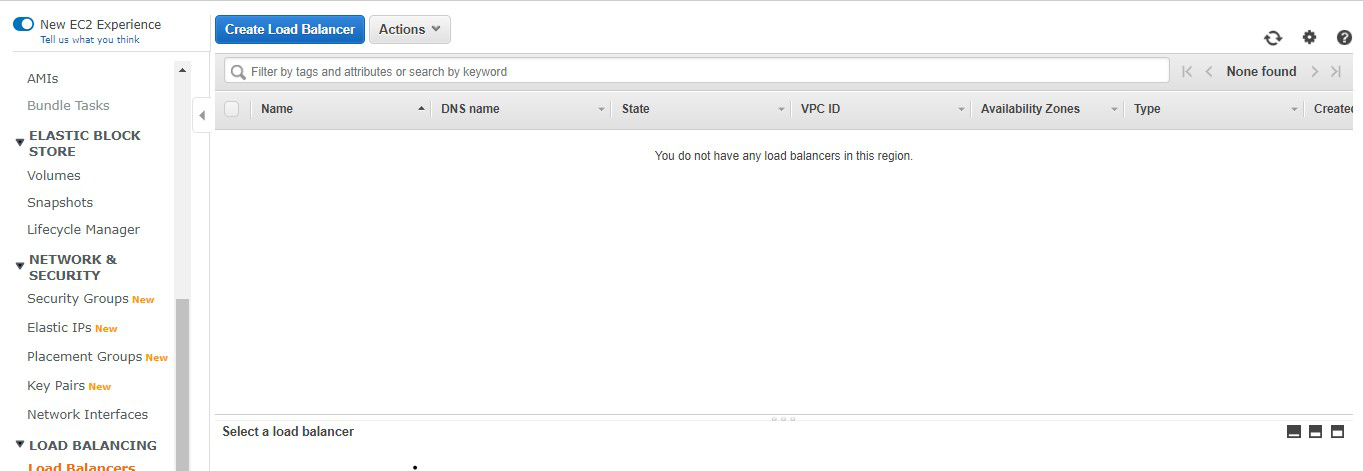 New EC2 Experience
Tell us what you think
AMIs
Bundle Tasks
ELASTIC BLOCK
STORE
Volumes
Snapshots
Lifecycle Manager
NETWORK &
SECURITY
Security Groups New
Elastic IPs New
Placement Groups New
Key Pairs New
Network Interfaces
LOAD BALANCING
Load Balancers
Create Load Balancer Actions
Filter by tags and attributes or search by keyword None found
Name DNS name State VPC ID Availability Zones Type Created
You do not have any load balancers in this region.
Select a load balancer